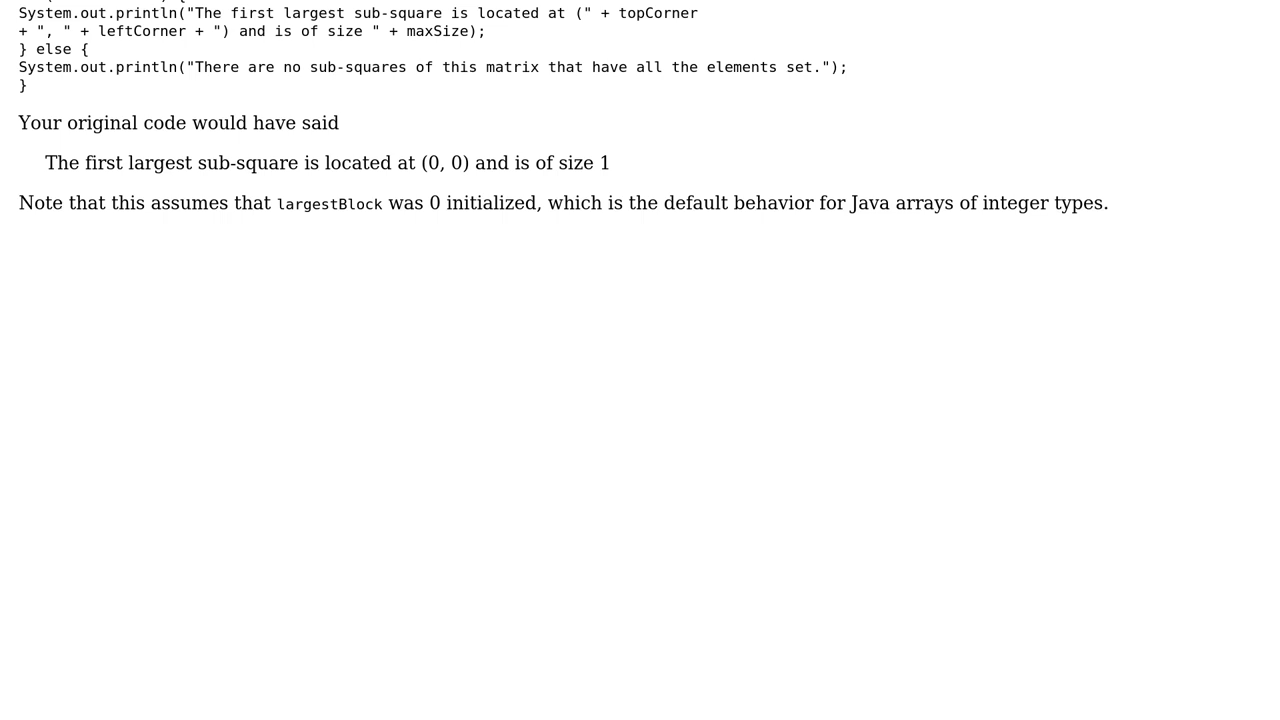 System.out.println("The first largest sub-square is located at (" + topCorner
+ ", " + leftCorner + ") and is of size " + maxSize);
} else {
System.out.println("There are no sub-squares of this matrix that have all the elements set.");
}
Your original code would have said
The first largest sub-square is located at (0, 0) and is of size 1
Note that this assumes that largestBlock was 0 initialized, which is the default behavior for Java arrays of integer types.